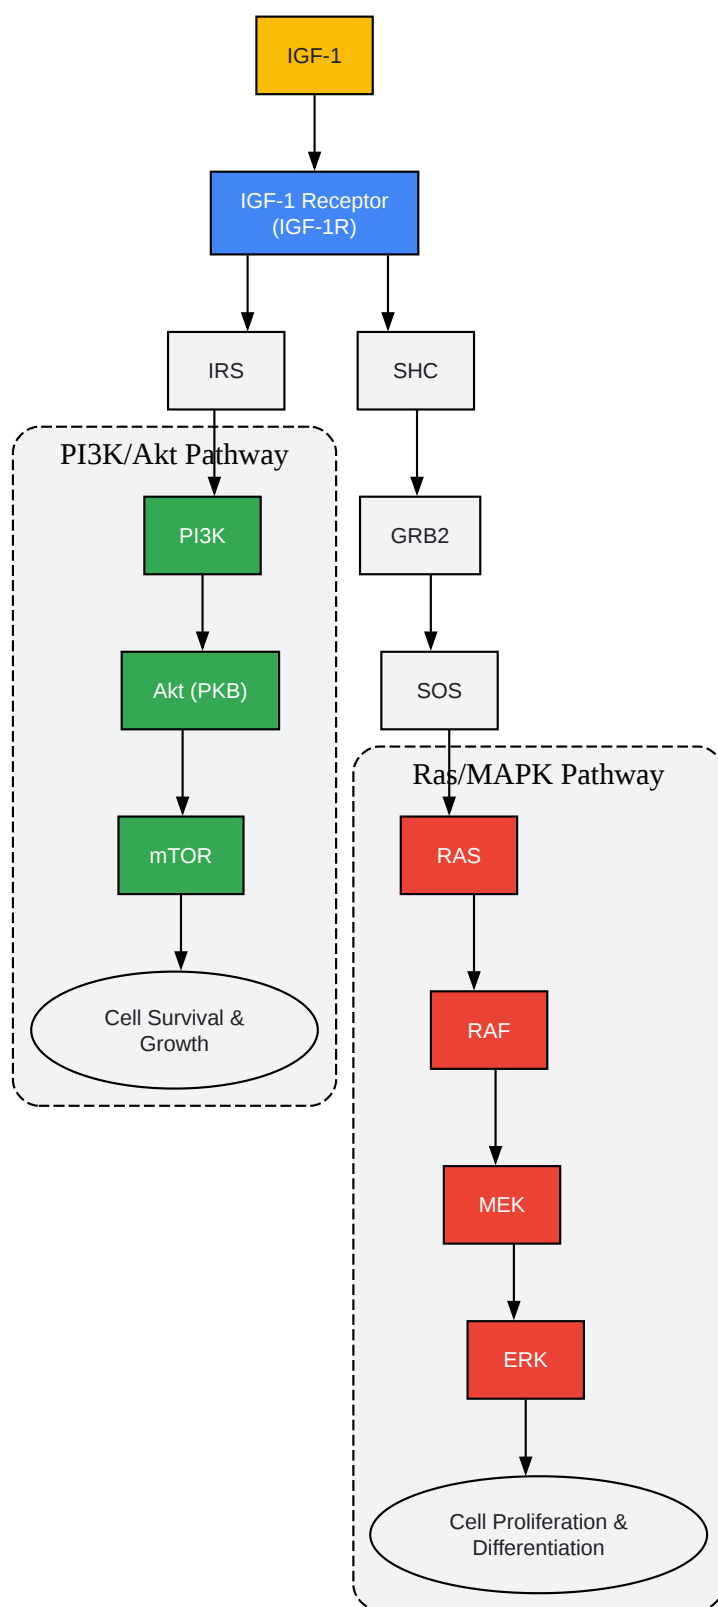 IGF-1
IGF-1 Receptor
(IGF-1R)
IRS
SHC
PI3K/Akt Pathway
PI3K
GRB2
Akt (PKB)
SOS
Ras/MAPK Pathway
mTOR
RAS
Cell Survival &
Growth
RAF
MEK
ERK
Cell Proliferation &
Differentiation